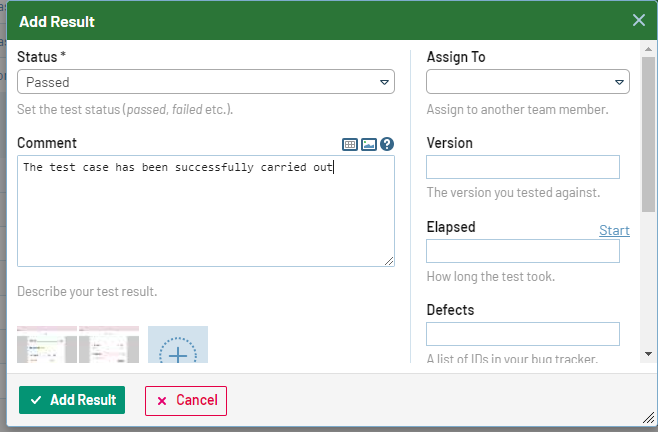 Add Result
Status *
Passed
Set the test status (passed, failed etc.).
Comment
The test case has been successfully carried out
Describe your test result.
Assign To
Assign to another team member.
Version
The version you tested against.
Elapsed
Start
How long the test took.
Defects
A list of IDs in your bug tracker.
Add Result
Cancel